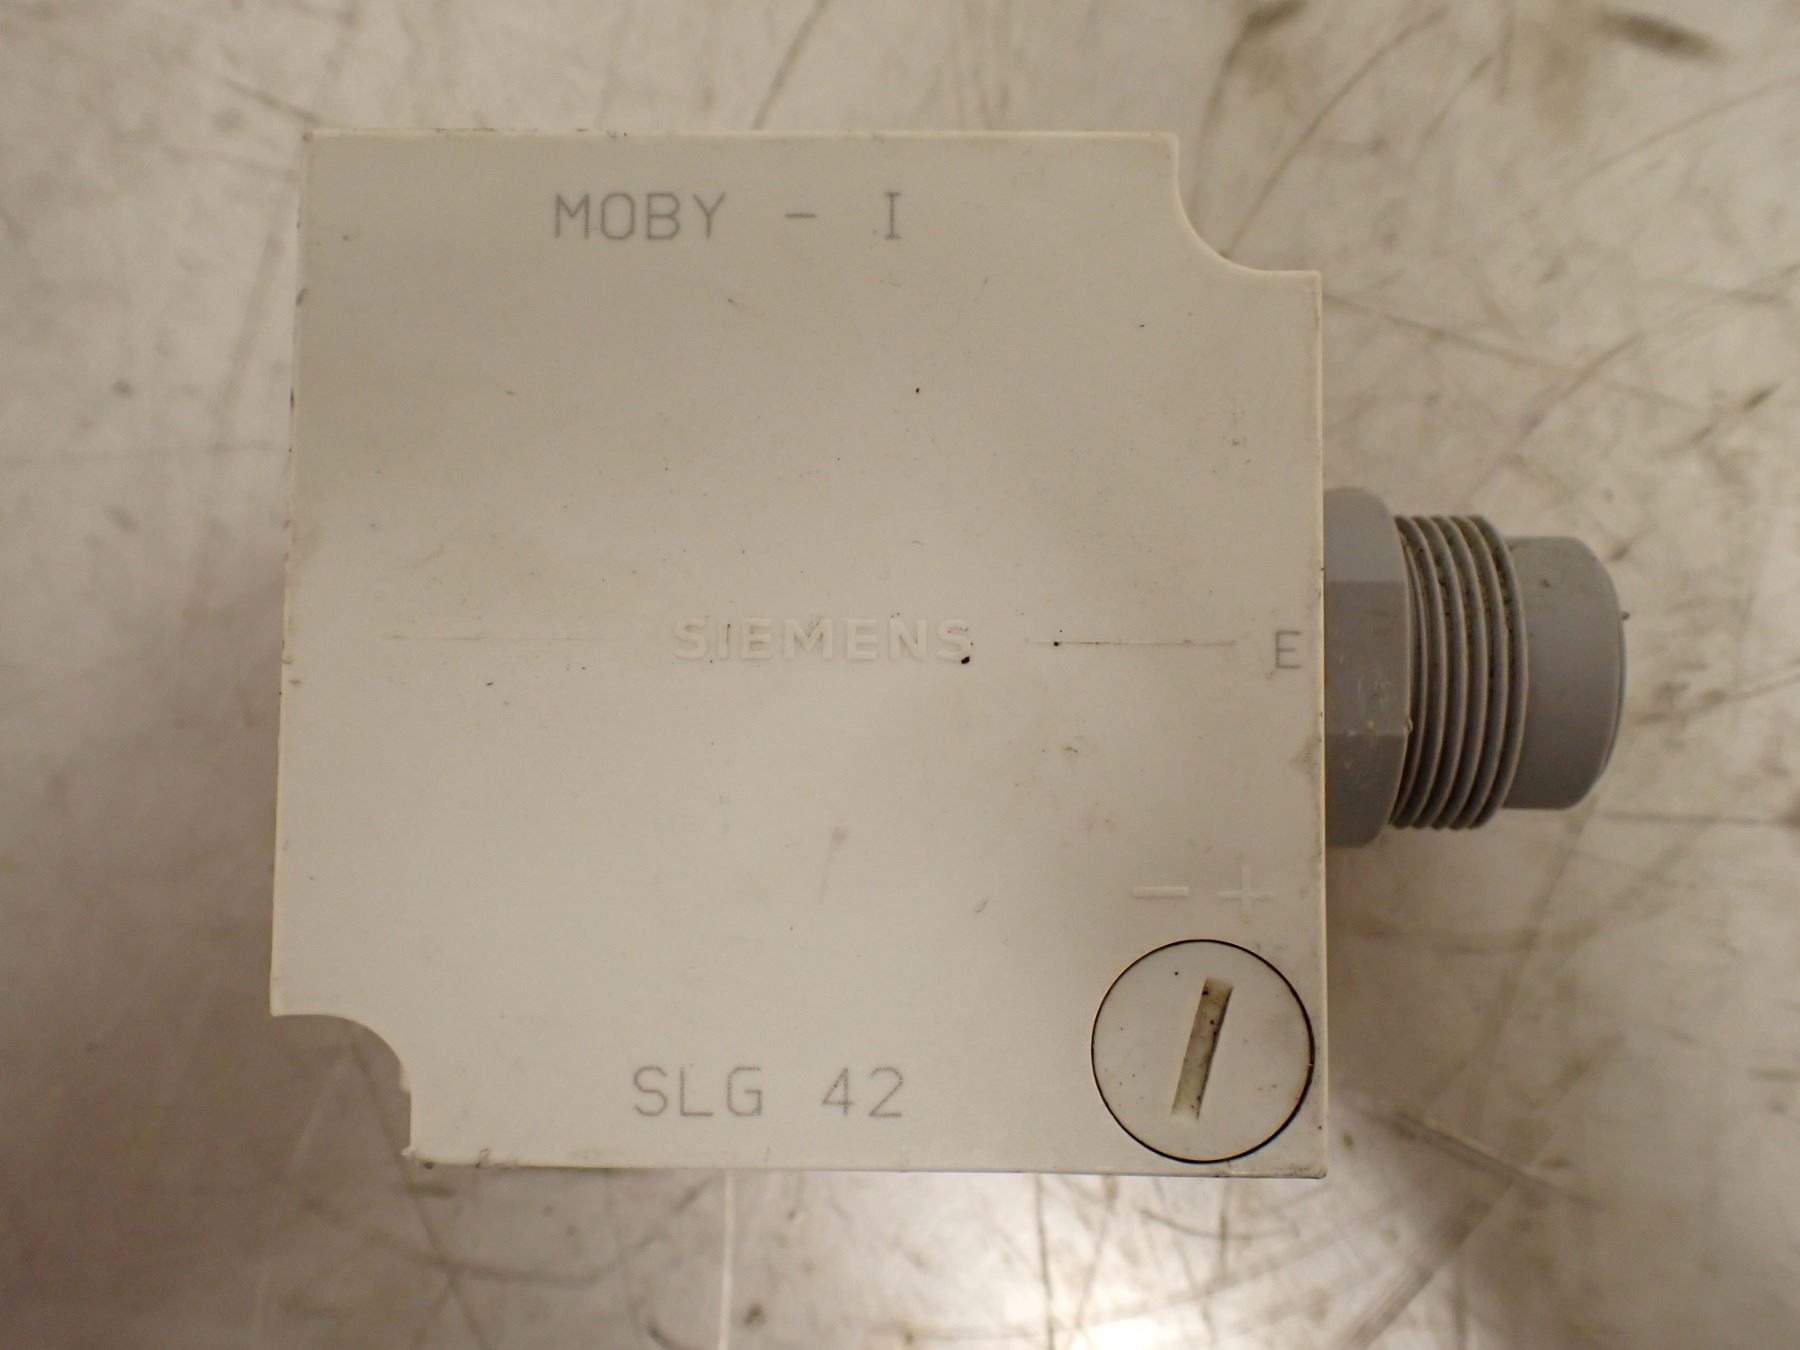 MOBY - I
SIEMENS
E
- +
SLG 42